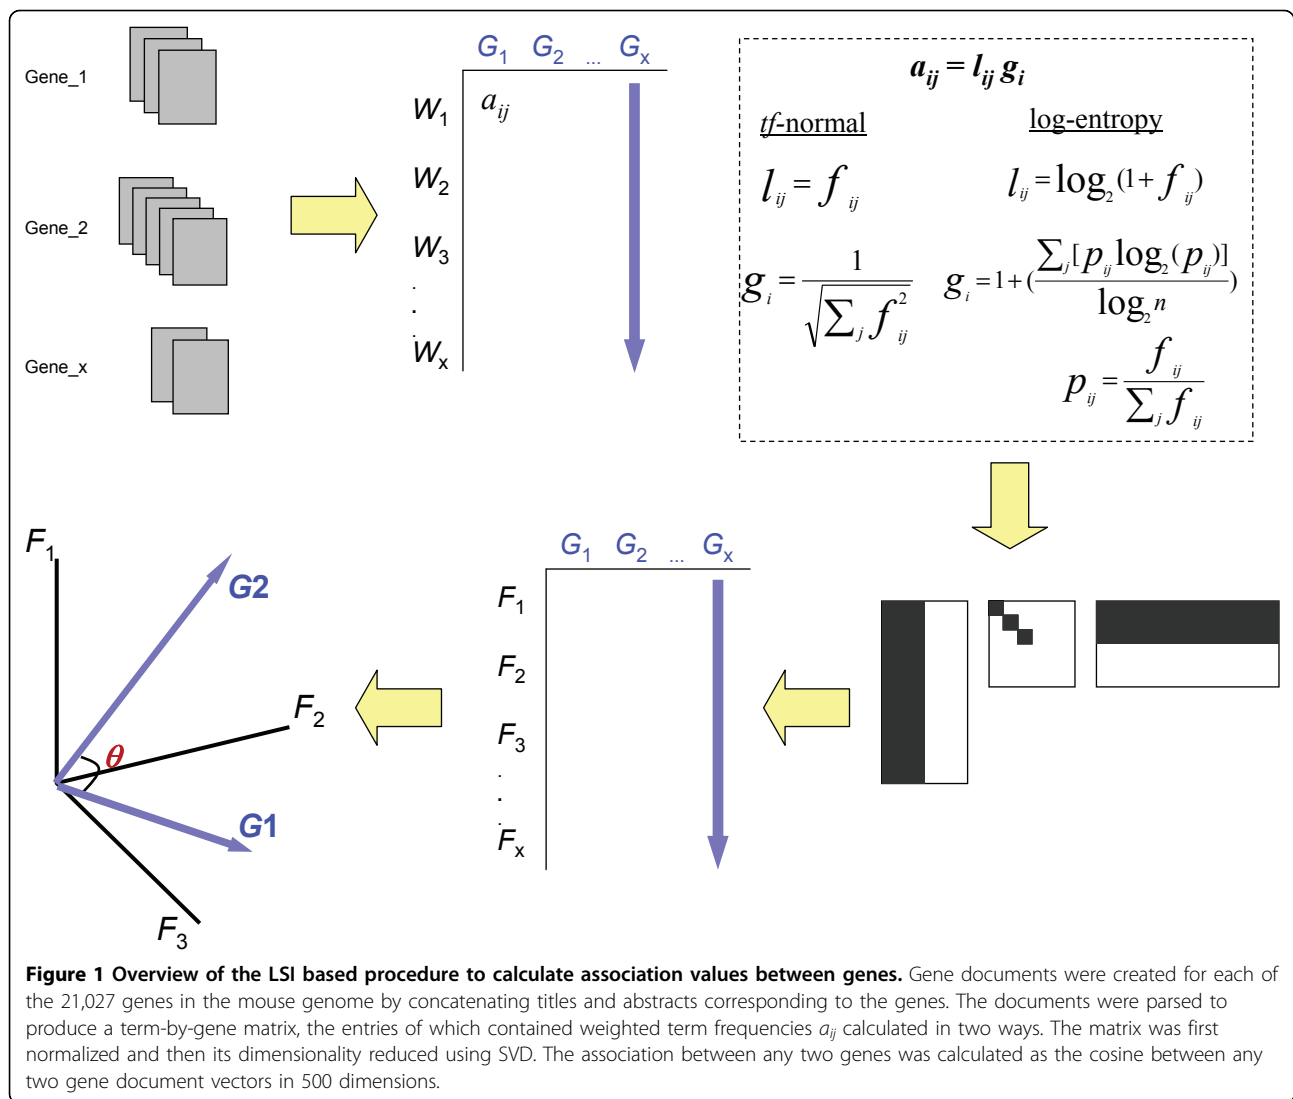 Gene_1
Gene_2
Gene_x
G1 G2 ... Gx
W1 aij
W2
W3
.
.
.
Wx
aij = lij gi
tf-normal log-entropy
lij = fij lij = log2(1 + fij)
gi = 1 / √(∑j fij²) gi = 1 + (∑j [pij log2(pij)] / log2 n)
pij = fij / ∑j fij
G1 G2 ... Gx
F1
F2
F3
.
.
.
Fx
F1
G2
F2
θ
G1
F3
Figure 1 Overview of the LSI based procedure to calculate association values between genes. Gene documents were created for each of
the 21,027 genes in the mouse genome by concatenating titles and abstracts corresponding to the genes. The documents were parsed to
produce a term-by-gene matrix, the entries of which contained weighted term frequencies aij calculated in two ways. The matrix was first
normalized and then its dimensionality reduced using SVD. The association between any two genes was calculated as the cosine between any
two gene document vectors in 500 dimensions.